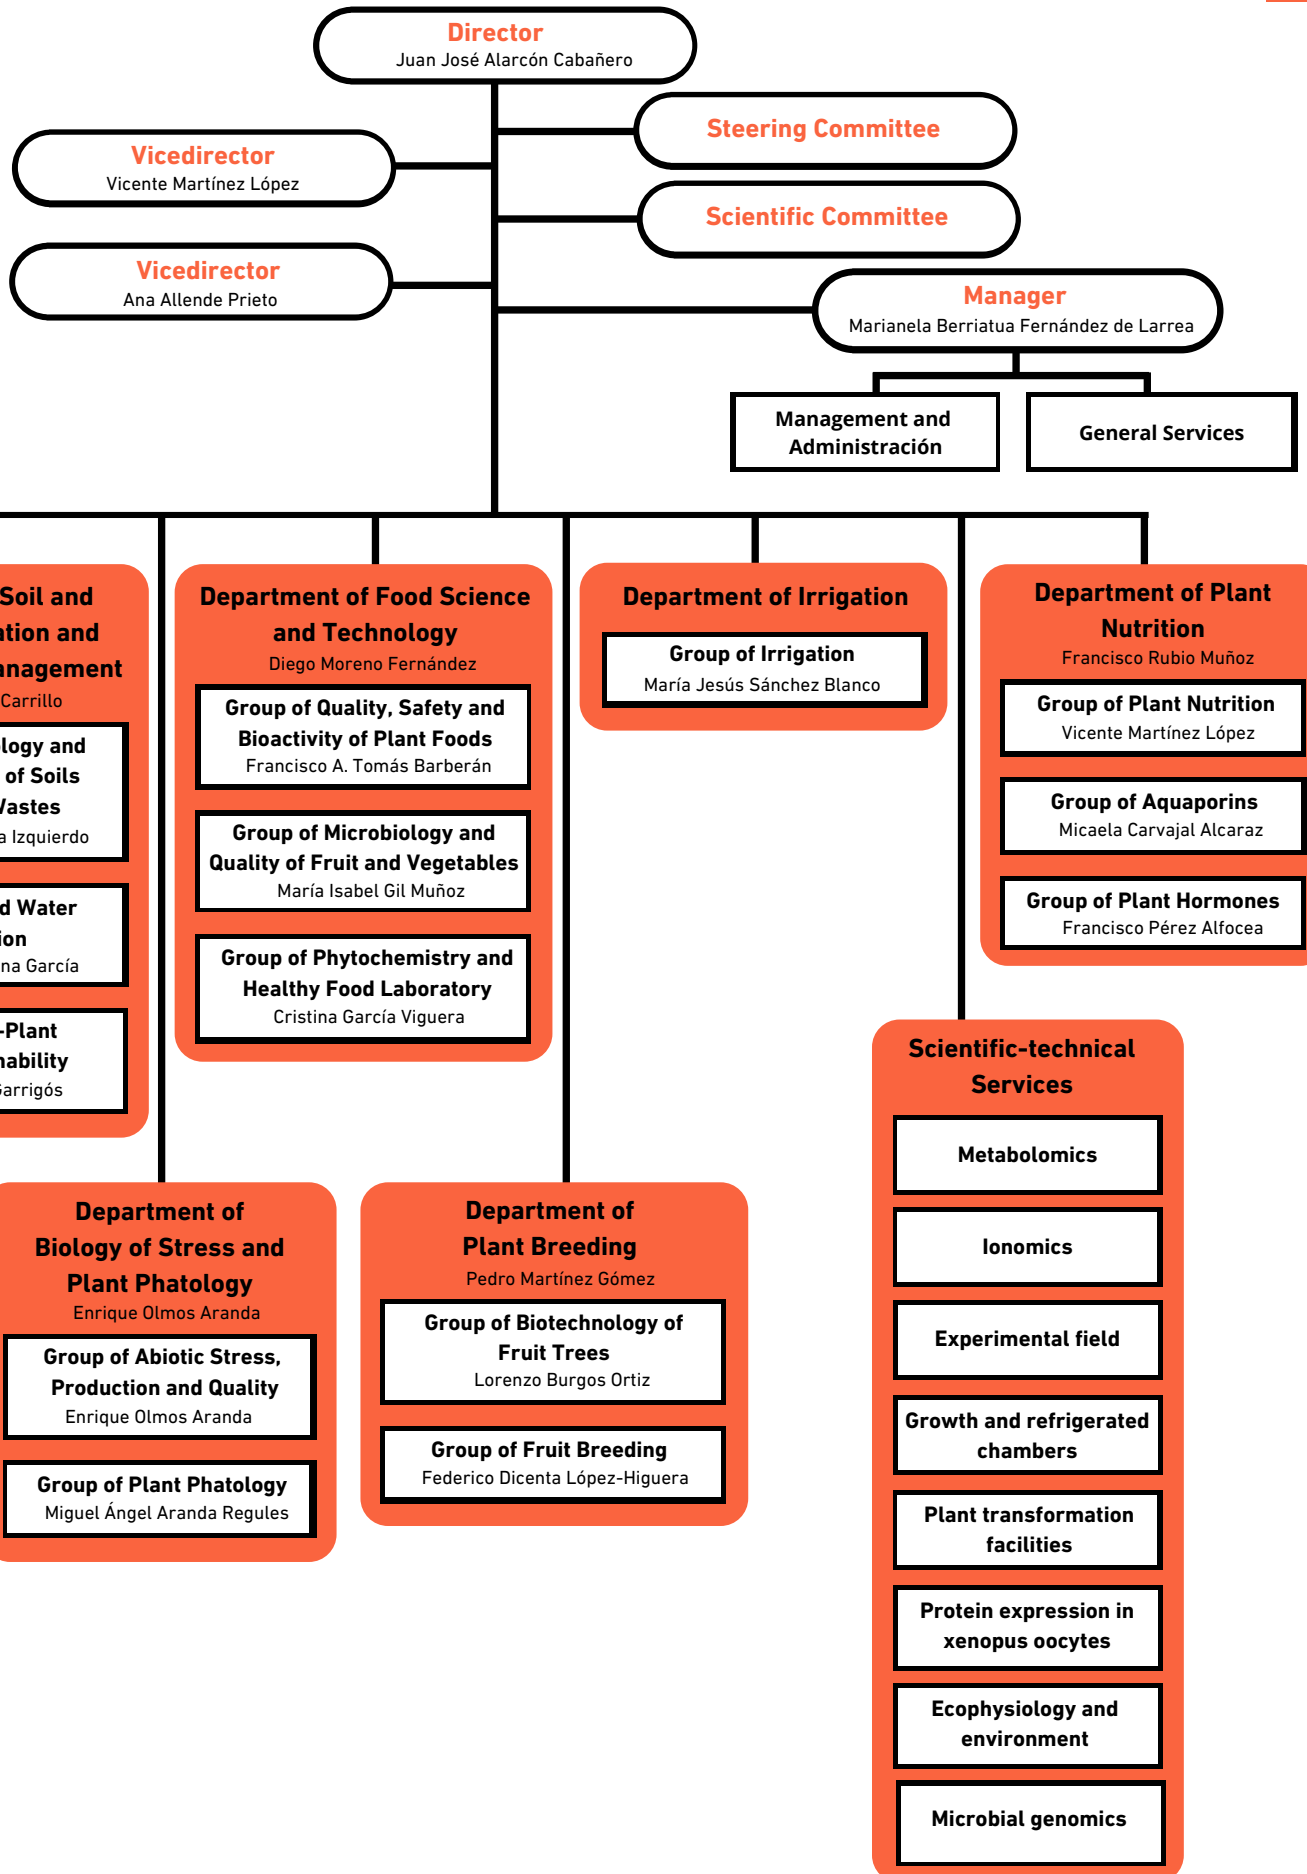 Director
Juan José Alarcón Cabañero
Steering Committee
Vicedirector
Vicente Martínez López
Scientific Committee
Vicedirector
Ana Allende Prieto
Manager
Marianela Berriatua Fernández de Larrea
Management and
Administración
General Services
Soil and
ation and
anagement
Carrillo
logy and
of Soils
Wastes
a Izquierdo
d Water
ion
na García
-Plant
nability
Garrigós
Department of Food Science
and Technology
Diego Moreno Fernández
Group of Quality, Safety and
Bioactivity of Plant Foods
Francisco A. Tomás Barberán
Group of Microbiology and
Quality of Fruit and Vegetables
María Isabel Gil Muñoz
Group of Phytochemistry and
Healthy Food Laboratory
Cristina García Viguera
Department of Irrigation
Group of Irrigation
María Jesús Sánchez Blanco
Department of Plant
Nutrition
Francisco Rubio Muñoz
Group of Plant Nutrition
Vicente Martínez López
Group of Aquaporins
Micaela Carvajal Alcaraz
Group of Plant Hormones
Francisco Pérez Alfocea
Department of
Biology of Stress and
Plant Phatology
Enrique Olmos Aranda
Group of Abiotic Stress,
Production and Quality
Enrique Olmos Aranda
Group of Plant Phatology
Miguel Ángel Aranda Regules
Department of
Plant Breeding
Pedro Martínez Gómez
Group of Biotechnology of
Fruit Trees
Lorenzo Burgos Ortiz
Group of Fruit Breeding
Federico Dicenta López-Higuera
Scientific-technical
Services
Metabolomics
Ionomics
Experimental field
Growth and refrigerated
chambers
Plant transformation
facilities
Protein expression in
xenopus oocytes
Ecophysiology and
environment
Microbial genomics